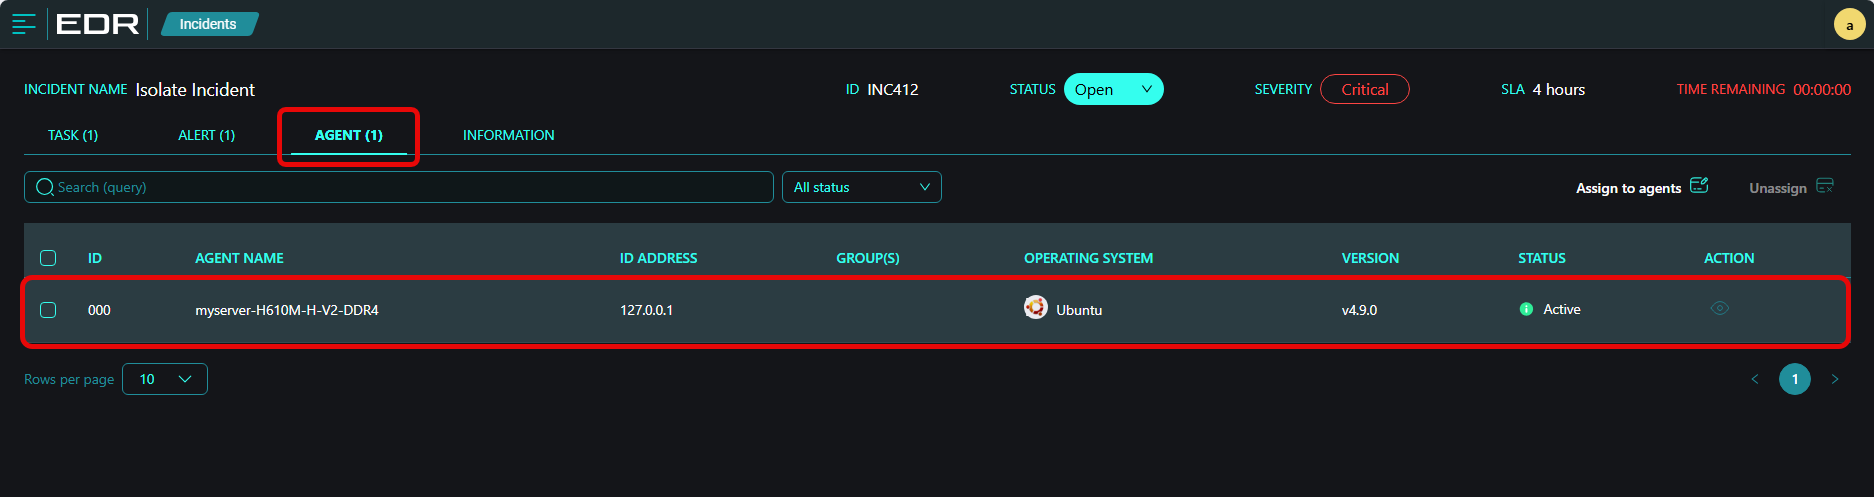 EDR Incidents a
INCIDENT NAME Isolate Incident ID INC412 STATUS Open SEVERITY Critical SLA 4 hours TIME REMAINING 00:00:00
TASK (1) ALERT (1) AGENT (1) INFORMATION
Search (query) All status Assign to agents Unassign
ID AGENT NAME ID ADDRESS GROUP(S) OPERATING SYSTEM VERSION STATUS ACTION
000 myserver-H610M-H-V2-DDR4 127.0.0.1 Ubuntu v4.9.0 Active
Rows per page 10 < 1 >